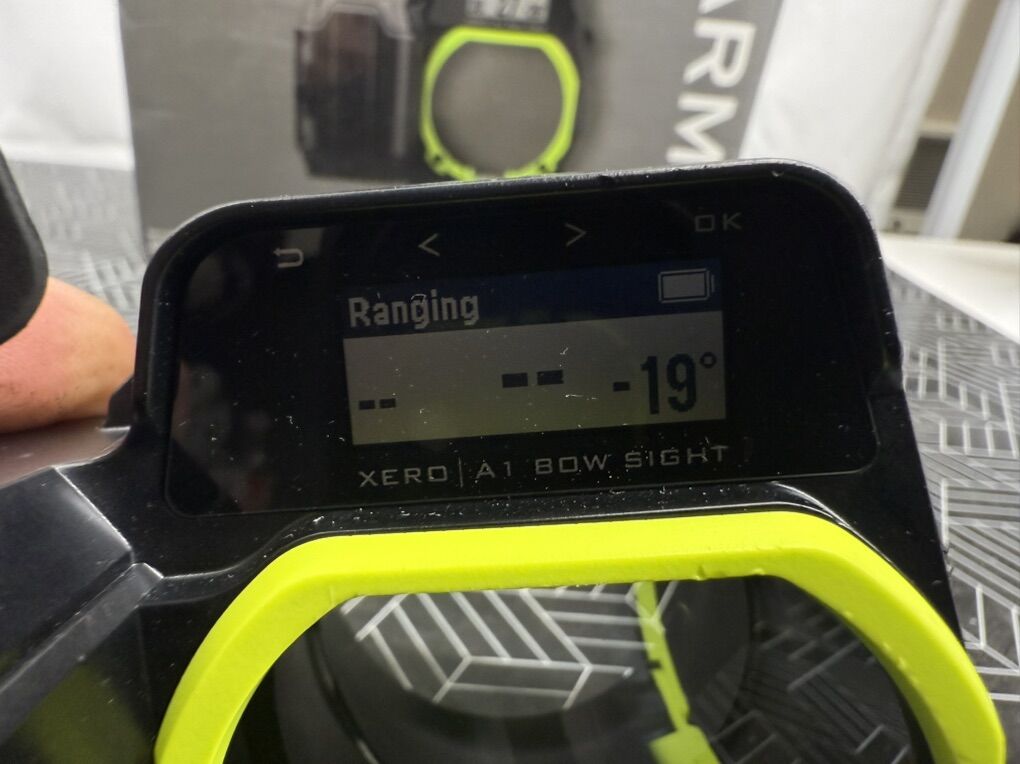 ARM
< > OK
Ranging
-- -- -19°
XERO | A1 BOW SIGHT